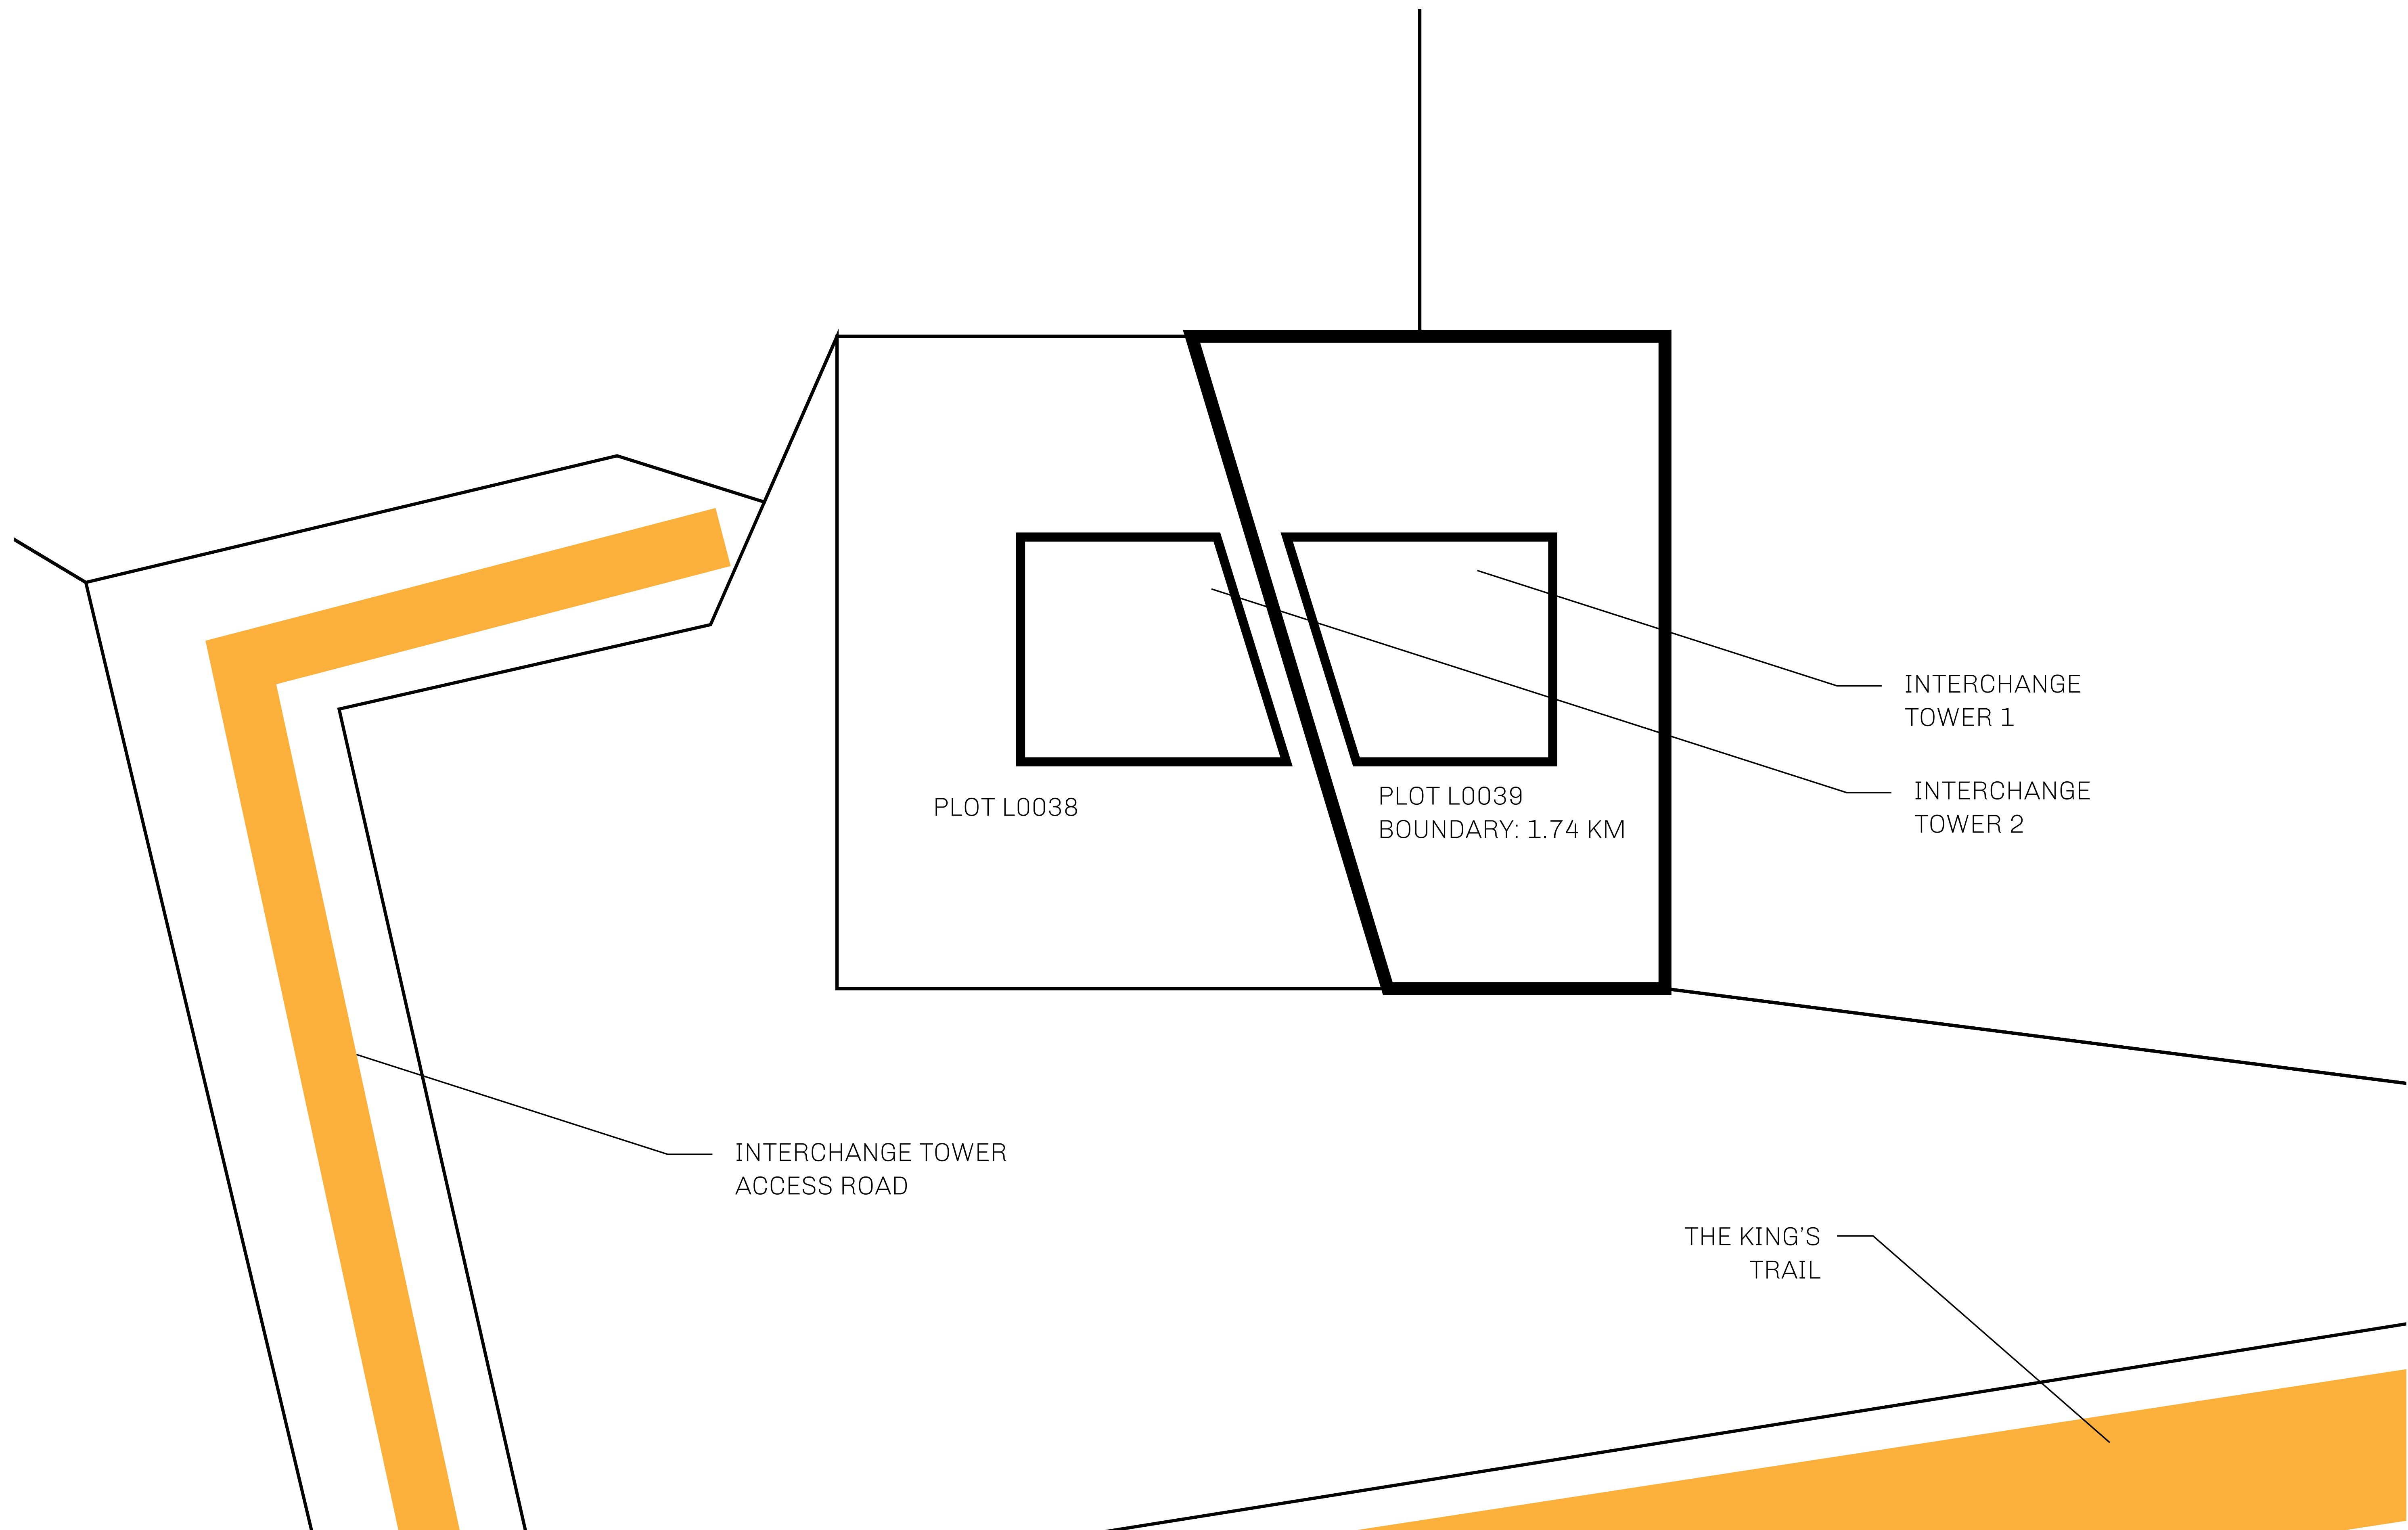 INTERCHANGE
TOWER 1
INTERCHANGE
TOWER 2
PLOT L0038
PLOT L0039
BOUNDARY: 1.74 KM
INTERCHANGE TOWER
ACCESS ROAD
THE KING'S
TRAIL